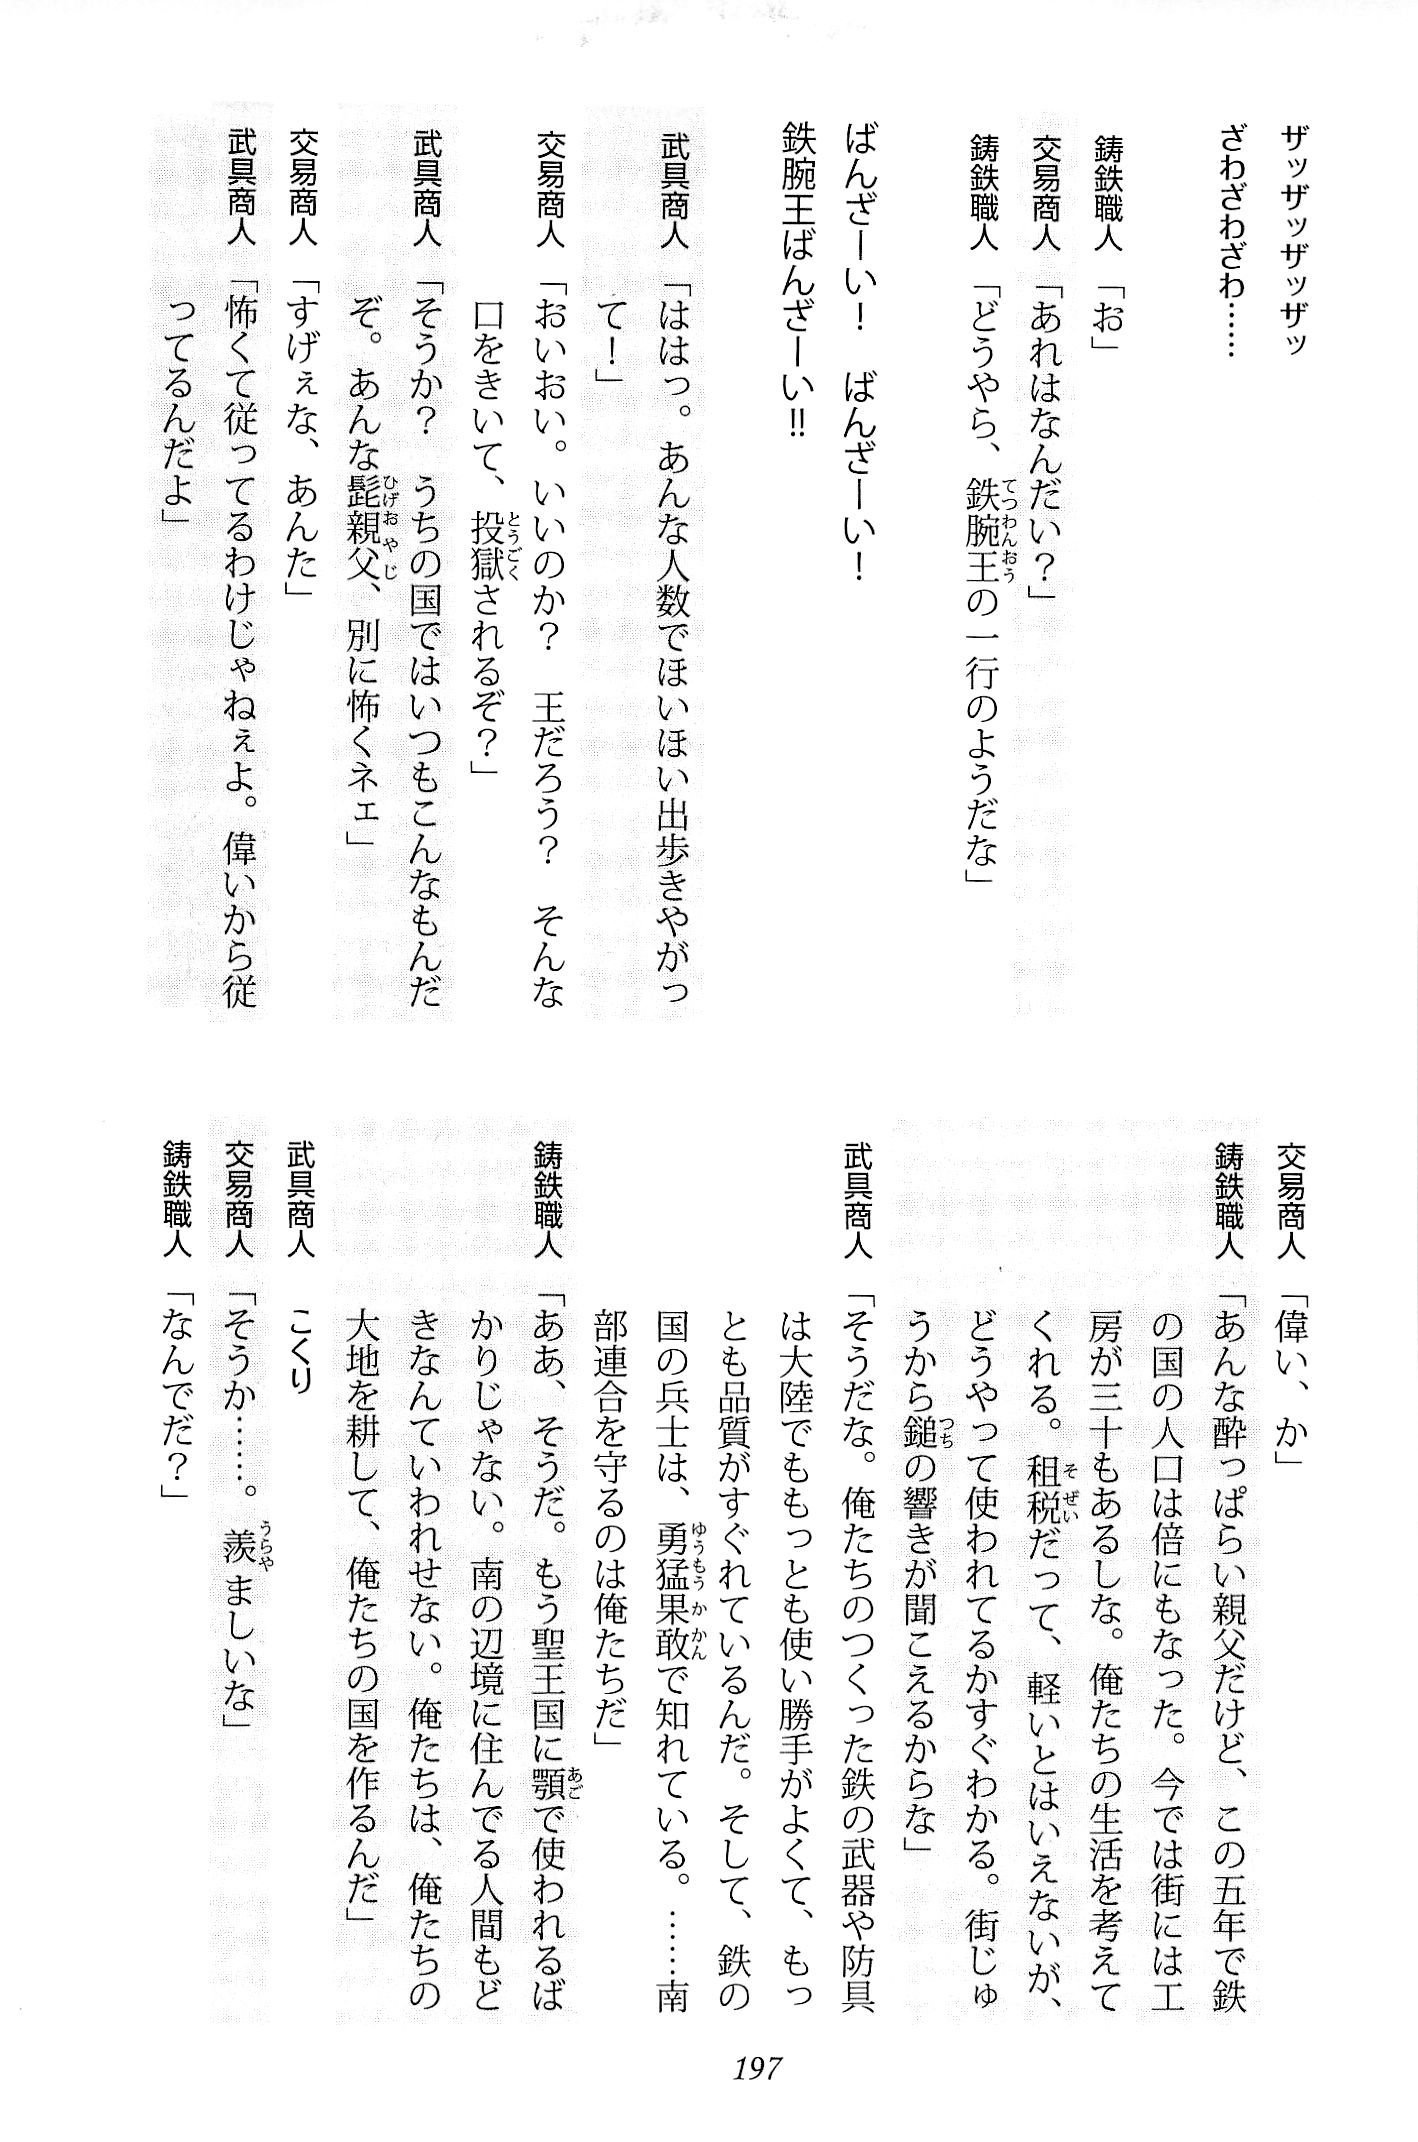 ザッザッザッザッ
ざわざわざわ……
鋳鉄職人「お」
交易商人「あれはなんだい？」
鋳鉄職人「どうやら、鉄腕王の一行のようだな」
ばんざーい！　ばんざーい！
鉄腕王ばんざーい!!
武具商人「ははっ。あんな人数でほいほい出歩きやがっ
て！」
交易商人「おいおい。いいのか？　王だろう？　そんな
口をきいて、投獄されるぞ？」
武具商人「そうか？　うちの国ではいつもこんなもんだ
ぞ。あんな髭親父、別に怖くネェ」
交易商人「すげぇな、あんた」
武具商人「怖くて従ってるわけじゃねぇよ。偉いから従
ってるんだよ」
交易商人「偉い、か」
鋳鉄職人「あんな酔っぱらい親父だけど、この五年で鉄
の国の人口は倍にもなった。今では街には工
房が三十もあるしな。俺たちの生活を考えて
くれる。租税だって、軽いとはいえないが、
どうやって使われてるかすぐわかる。街じゅ
うから鎚の響きが聞こえるからな」
武具商人「そうだな。俺たちのつくった鉄の武器や防具
は大陸でももっとも使い勝手がよくて、もっ
とも品質がすぐれているんだ。そして、鉄の
国の兵士は、勇猛果敢で知れている。……南
部連合を守るのは俺たちだ」
鋳鉄職人「ああ、そうだ。もう聖王国に顎で使われるば
かりじゃない。南の辺境に住んでる人間もど
きなんていわれせない。俺たちは、俺たちの
大地を耕して、俺たちの国を作るんだ」
武具商人　こくり
交易商人「そうか……。羨ましいな」
鋳鉄職人「なんでだ？」
197